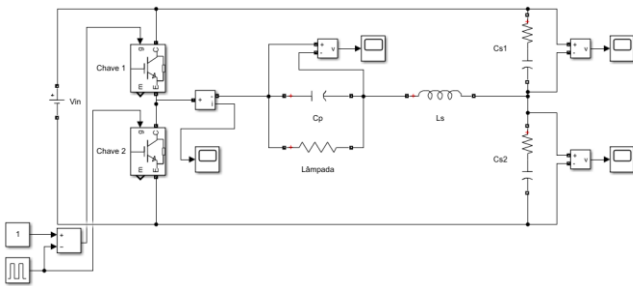 Vin
Chave 1
g
C
m
E
Chave 2
g
C
m
E
+
-
i
+
-
v
Cp
Lâmpada
Ls
Cs1
Cs2
+
-
v
+
-
v
1
+
−